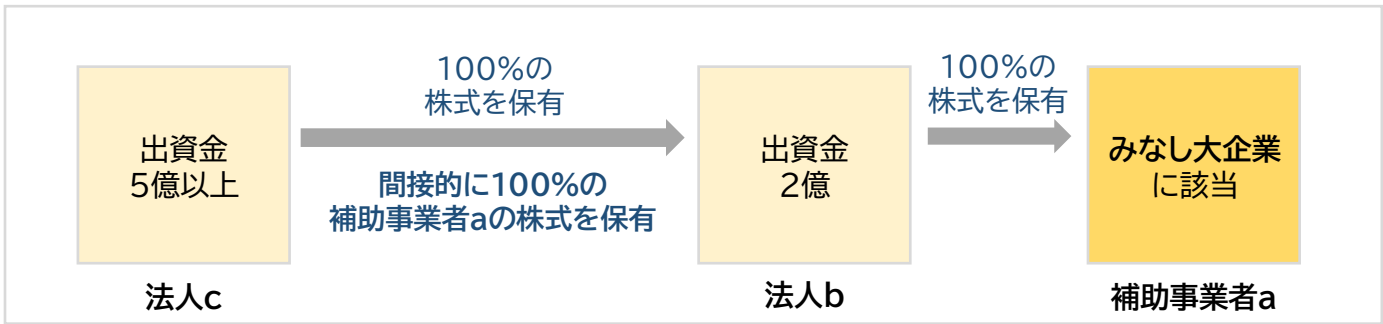 出資金
5億以上
法人c
100%の
株式を保有
間接的に100%の
補助事業者aの株式を保有
出資金
2億
法人b
100%の
株式を保有
みなし大企業
に該当
補助事業者a